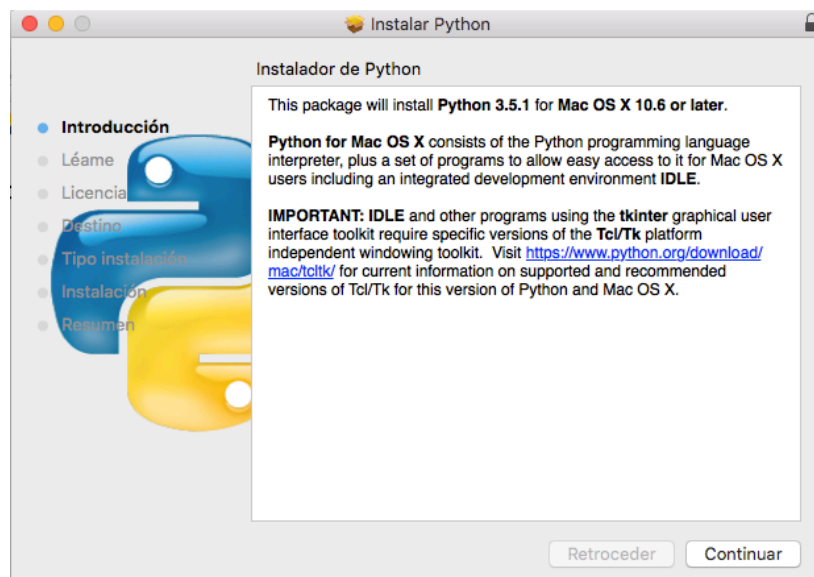 Instalar Python
Instalador de Python
Introducción
Léame
Licencia
Destino
Tipo instalación
Instalación
Resumen
This package will install Python 3.5.1 for Mac OS X 10.6 or later.
Python for Mac OS X consists of the Python programming language
interpreter, plus a set of programs to allow easy access to it for Mac OS X
users including an integrated development environment IDLE.
IMPORTANT: IDLE and other programs using the tkinter graphical user
interface toolkit require specific versions of the Tcl/Tk platform
independent windowing toolkit. Visit https://www.python.org/download/
mac/tcltk/ for current information on supported and recommended
versions of Tcl/Tk for this version of Python and Mac OS X.
Retroceder
Continuar